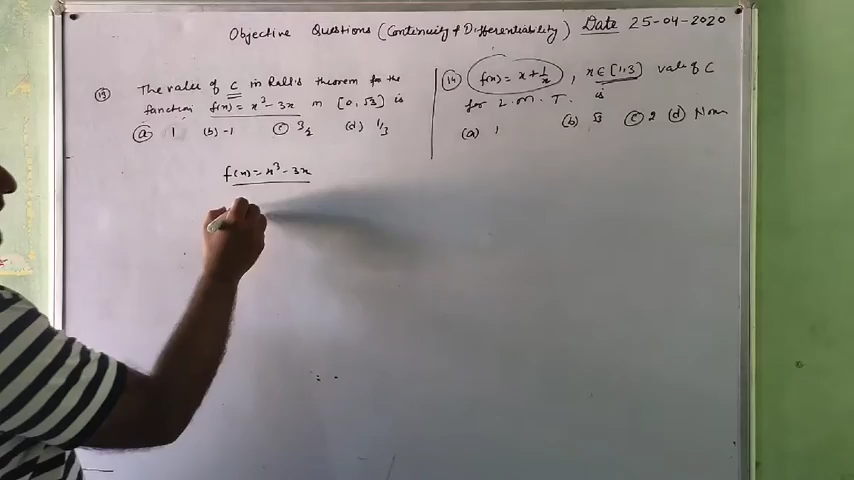 Objective Questions (Continuity & Differentiability) Date 25-04-2020
(13) The value of c in Roll's theorem for the
function f(x) = x³ - 3x in [0, √3] is
(a) 1 (b) -1 (c) 3/2 (d) 1/3
(14) f(x) = x + 1/x , x ∈ [1,3] value of C
for L.M.T. is
(a) 1 (b) √3 (c) 2 (d) None
f(x) = x³ - 3x